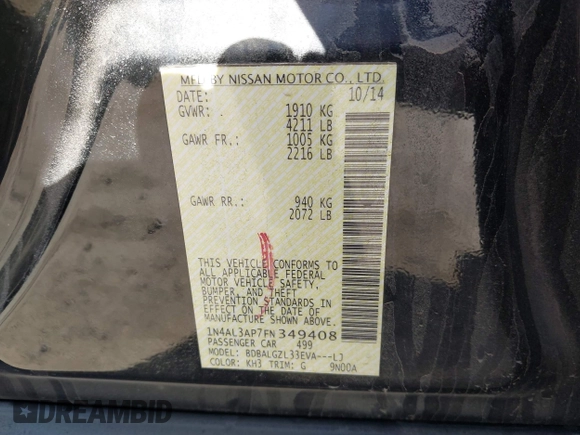 MFD BY NISSAN MOTOR CO., LTD.
DATE: 10/14
GVWR: 1910 KG
4211 LB
GAWR FR.: 1005 KG
2216 LB
GAWR RR.: 940 KG
2072 LB
THIS VEHICLE CONFORMS TO
ALL APPLICABLE FEDERAL
MOTOR VEHICLE SAFETY,
BUMPER, AND THEFT
PREVENTION STANDARDS IN
EFFECT ON THE DATE OF
MANUFACTURE SHOWN ABOVE.
1N4AL3AP7FN349408
PASSENGER CAR 499
MODEL: BDBALGZL33EVA---LJ
COLOR: KH3 TRIM: G 9N00A
DREAMBID